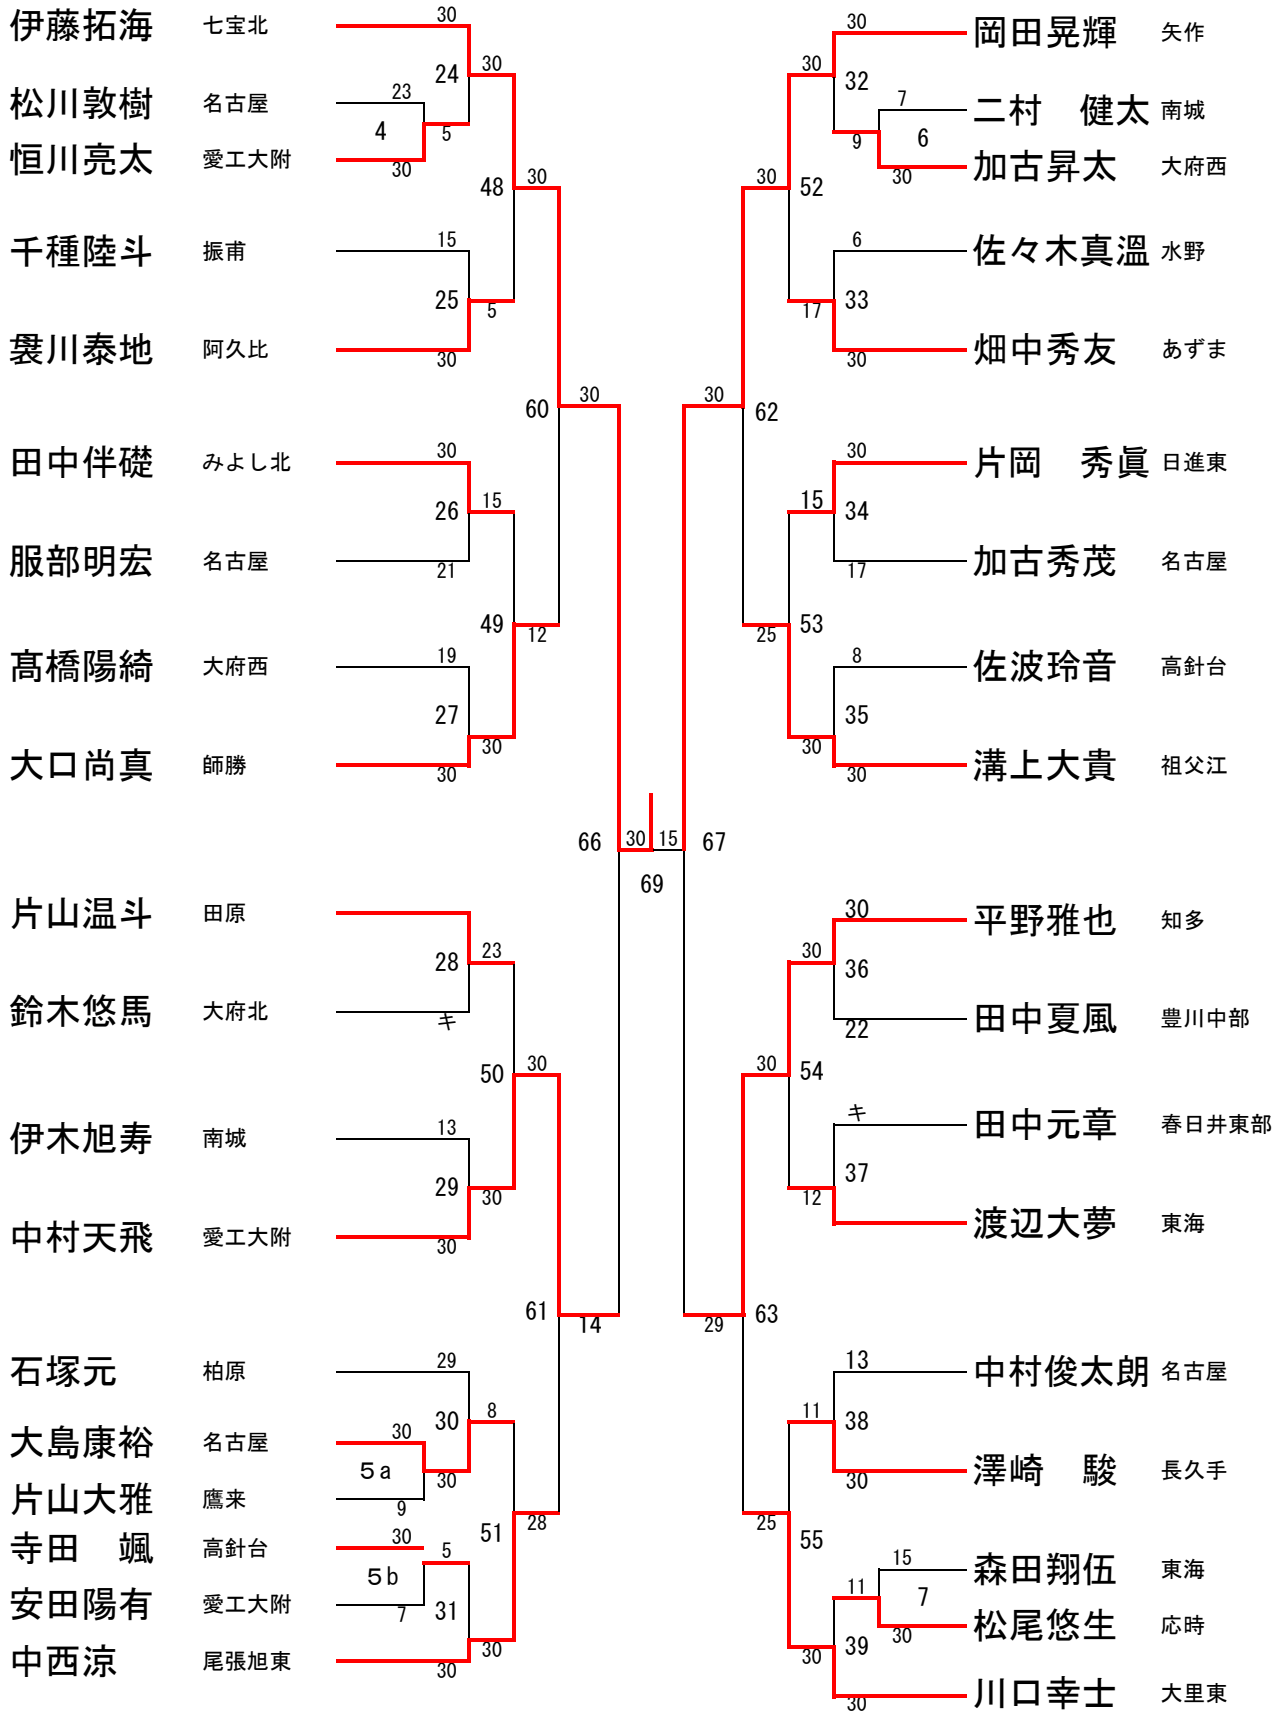 伊藤拓海 七宝北 30
24 30
松川敦樹 名古屋 23
4 5
恒川亮太 愛工大附 30
48 30
千種陸斗 振甫 15
25 5
袰川泰地 阿久比 30
60 30
田中伴礎 みよし北 30
26 15
服部明宏 名古屋 21
49 12
髙橋陽綺 大府西 19
27 30
大口尚真 師勝 30
66 30 15 67
69
片山温斗 田原
28 23
鈴木悠馬 大府北 キ
50 30
伊木旭寿 南城 13
29 30
中村天飛 愛工大附 30
61 14
石塚元 柏原 29
30 8
大島康裕 名古屋 30
5a 30
片山大雅 鷹来 9
51 28
寺田 颯 高針台 30
5b 5
安田陽有 愛工大附 7
31 30
中西涼 尾張旭東 30
30 岡田晃輝 矢作
30 32
7 二村 健太 南城
9 6
30 加古昇太 大府西
30 52
6 佐々木真温 水野
17 33
30 畑中秀友 あずま
30 62
30 片岡 秀眞 日進東
15 34
17 加古秀茂 名古屋
25 53
8 佐波玲音 高針台
30 35
30 溝上大貴 祖父江
30 平野雅也 知多
30 36
22 田中夏風 豊川中部
30 54
キ 田中元章 春日井東部
12 37
渡辺大夢 東海
29 63
13 中村俊太朗 名古屋
11 38
30 澤崎 駿 長久手
25 55
15 森田翔伍 東海
11 7
30 松尾悠生 応時
30 39
30 川口幸士 大里東